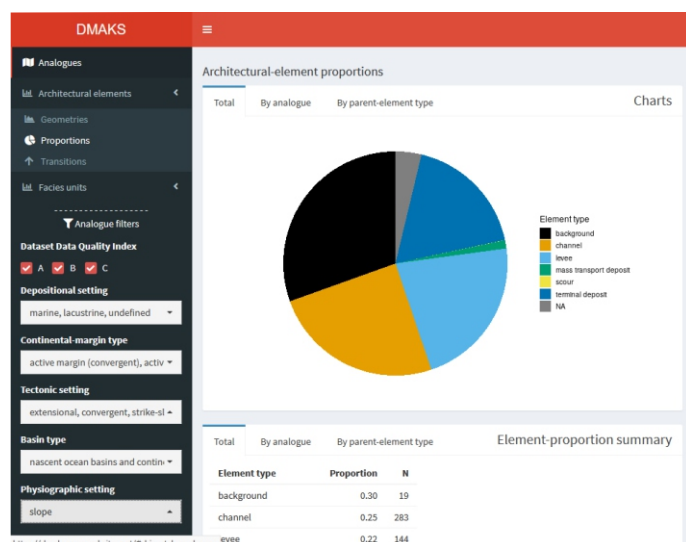 DMAKS
Analogues
Architectural elements
Geometries
Proportions
Transitions
Facies units
Analogue filters
Dataset Data Quality Index
A B C
Depositional setting
marine, lacustrine, undefined
Continental-margin type
active margin (convergent), activ
Tectonic setting
extensional, convergent, strike-sl
Basin type
nascent ocean basins and contin
Physiographic setting
slope
Architectural-element proportions
Total By analogue By parent-element type Charts
Element type
background
channel
levee
mass transport deposit
scour
terminal deposit
NA
Total By analogue By parent-element type Element-proportion summary
Element type Proportion N
background 0.30 19
channel 0.25 283
levee 0.22 144